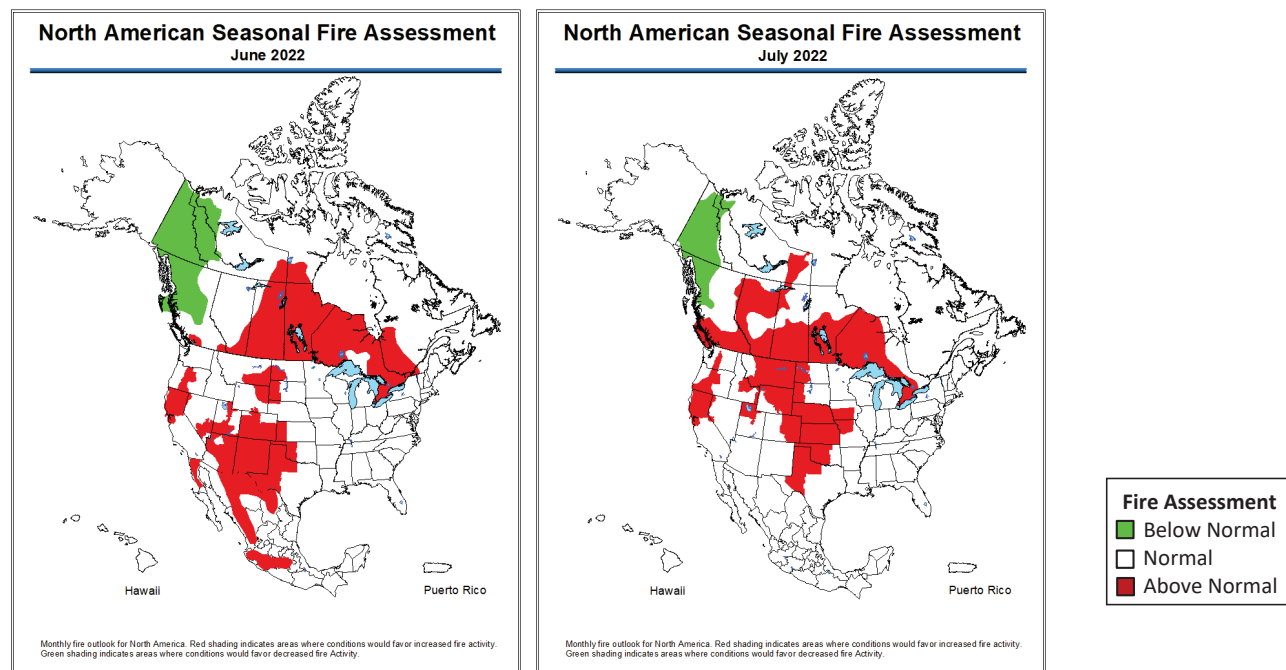 North American Seasonal Fire Assessment
June 2022
Hawaii
Puerto Rico
Monthly fire outlook for North America. Red shading indicates areas where conditions would favor increased fire activity.
Green shading indicates areas where conditions would favor decreased fire Activity.
North American Seasonal Fire Assessment
July 2022
Hawaii
Puerto Rico
Monthly fire outlook for North America. Red shading indicates areas where conditions would favor increased fire activity.
Green shading indicates areas where conditions would favor decreased fire Activity.
Fire Assessment
Below Normal
Normal
Above Normal